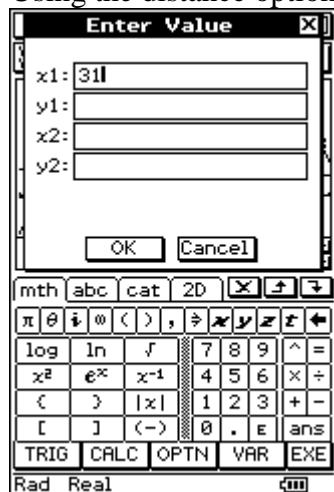 Using the distance option
Enter Value X
x1: 31
y1:
x2:
y2:
OK Cancel
mth abc cat 2D X ↑ ↓
π θ i ∞ ( ) , ⇒ x y z t ←
log ln √ 7 8 9 ^ =
x² eˣ x⁻¹ 4 5 6 × ÷
( ) |x| 1 2 3 + −
[ ] (−) 0 . E ans
TRIG CALC OPTN VAR EXE
Rad Real